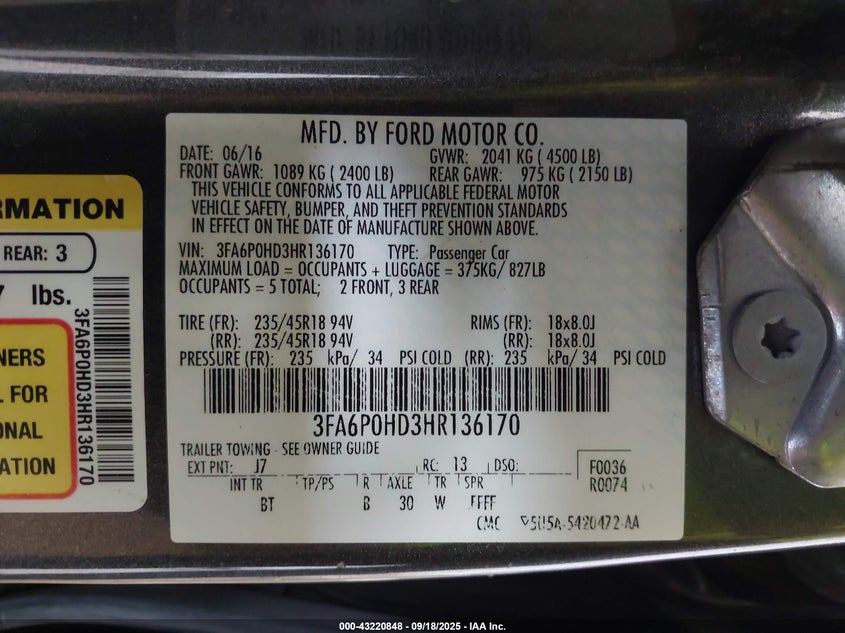 MFD. BY FORD MOTOR CO.
DATE: 06/16 GVWR: 2041 KG ( 4500 LB)
FRONT GAWR: 1089 KG ( 2400 LB) REAR GAWR: 975 KG ( 2150 LB)
THIS VEHICLE CONFORMS TO ALL APPLICABLE FEDERAL MOTOR
VEHICLE SAFETY, BUMPER, AND THEFT PREVENTION STANDARDS
IN EFFECT ON THE DATE OF MANUFACTURE SHOWN ABOVE.
VIN: 3FA6P0HD3HR136170 TYPE: Passenger Car
MAXIMUM LOAD = OCCUPANTS + LUGGAGE = 375KG/ 827LB
OCCUPANTS = 5 TOTAL; 2 FRONT, 3 REAR
TIRE (FR): 235/45R18 94V RIMS (FR): 18x8.0J
(RR): 235/45R18 94V (RR): 18x8.0J
PRESSURE (FR): 235 kPa/ 34 PSI COLD (RR): 235 kPa/ 34 PSI COLD
3FA6P0HD3HR136170
TRAILER TOWING - SEE OWNER GUIDE
EXT PNT: J7 RC: 13 DSO: F0036
INT TR TP/PS R AXLE TR SPR R0074
BT B 30 W FFFF
CMC 5U5A-5420472-AA
RMATION
REAR: 3
7 lbs.
NERS
L FOR
ONAL
ATION
3FA6P0HD3HR136170
000-43220848 - 09/18/2025 - IAA Inc.